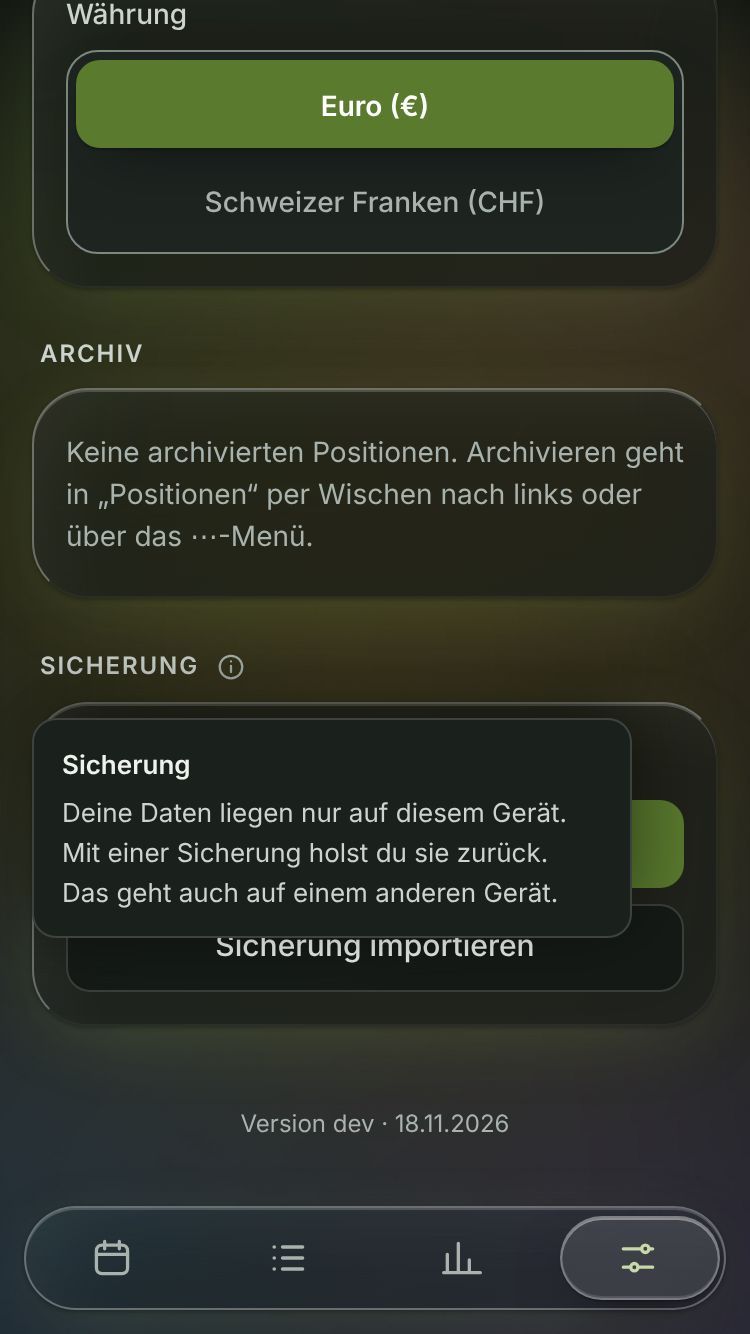 Währung
Euro (€)
Schweizer Franken (CHF)
ARCHIV
Keine archivierten Positionen. Archivieren geht
in „Positionen“ per Wischen nach links oder
über das ···-Menü.
SICHERUNG
Sicherung
Deine Daten liegen nur auf diesem Gerät.
Mit einer Sicherung holst du sie zurück.
Das geht auch auf einem anderen Gerät.
Sicherung importieren
Version dev · 18.11.2026